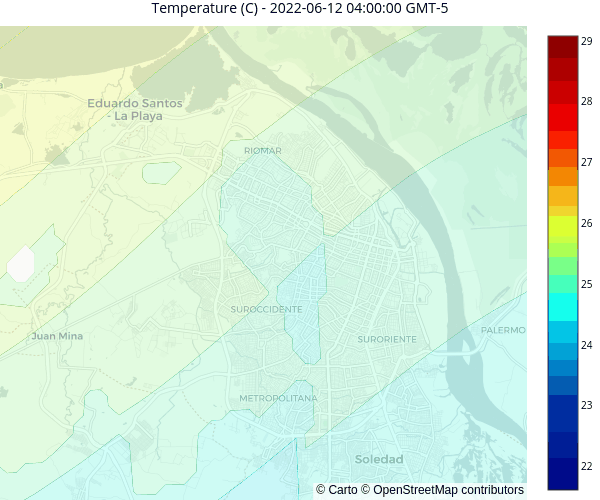 Temperature (C) - 2022-06-12 04:00:00 GMT-5
Eduardo Santos
- La Playa
RIOMAR
SUROCCIDENTE
Juan Mina
SURORIENTE
PALERMO
METROPOLITANA
Soledad
© Carto © OpenStreetMap contributors
29
28
27
26
25
24
23
22